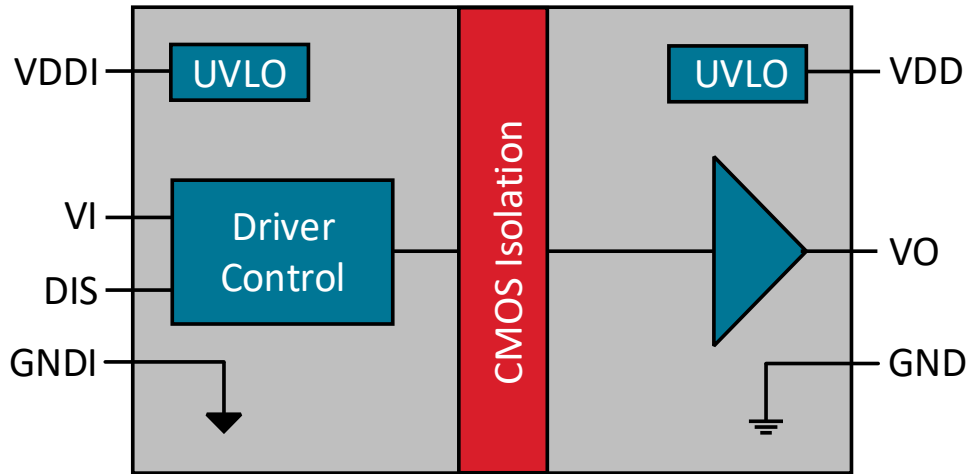 VDDI
UVLO
UVLO
VDD
VI
Driver
Control
DIS
GNDI
CMOS Isolation
VO
GND